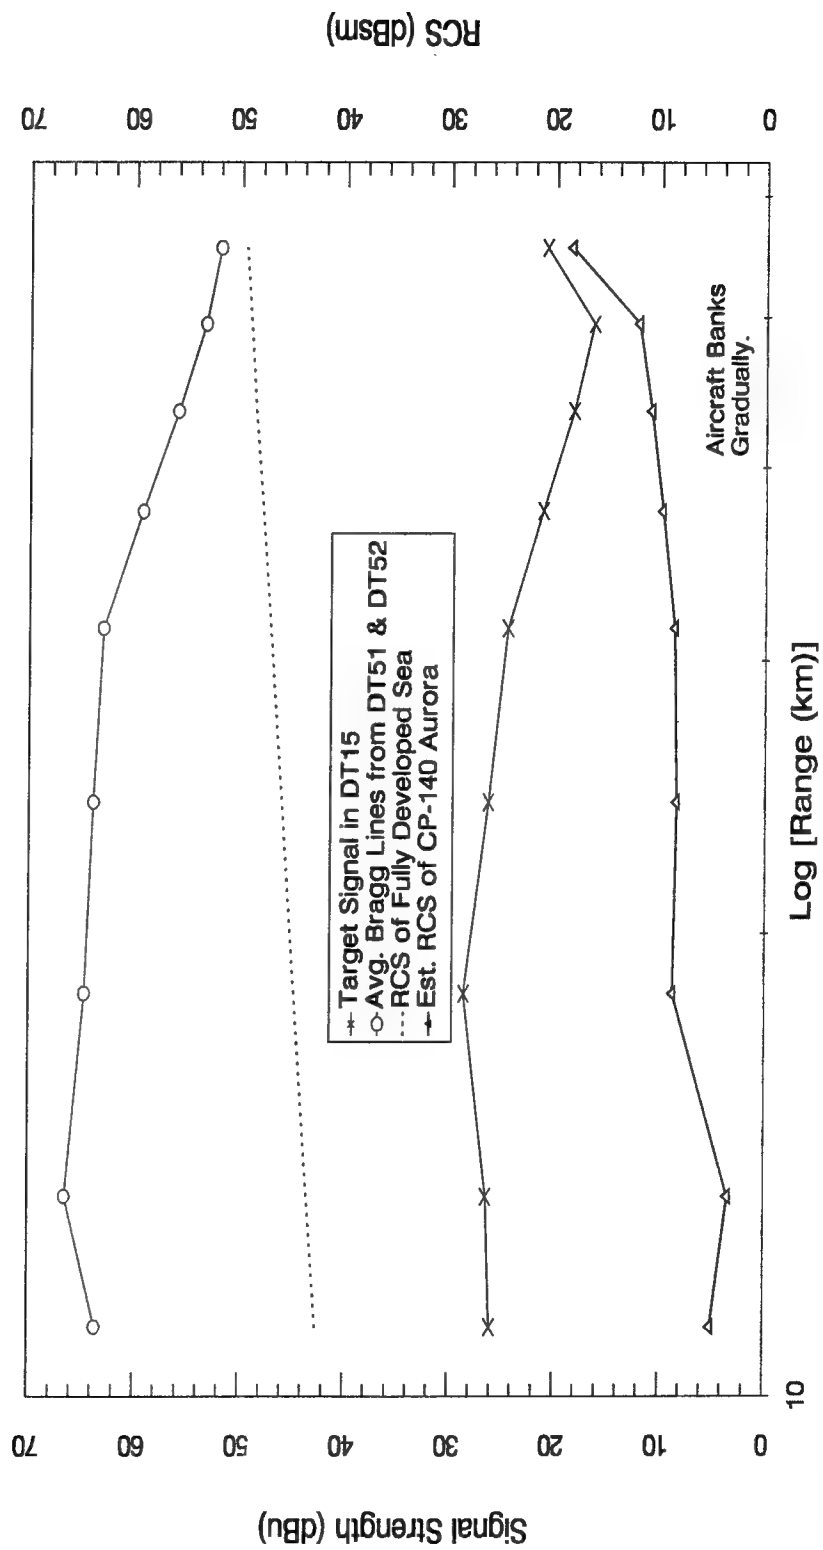 RCS (dBsm)
70 60 50 40 30 20 10 0
Aircraft Banks
Gradually.
Target Signal in DT15
Avg. Bragg Lines from DT51 & DT52
RCS of Fully Developed Sea
Est. RCS of CP-140 Aurora
Log [Range (km)]
10
70 60 50 40 30 20 10 0
Signal Strength (dBu)